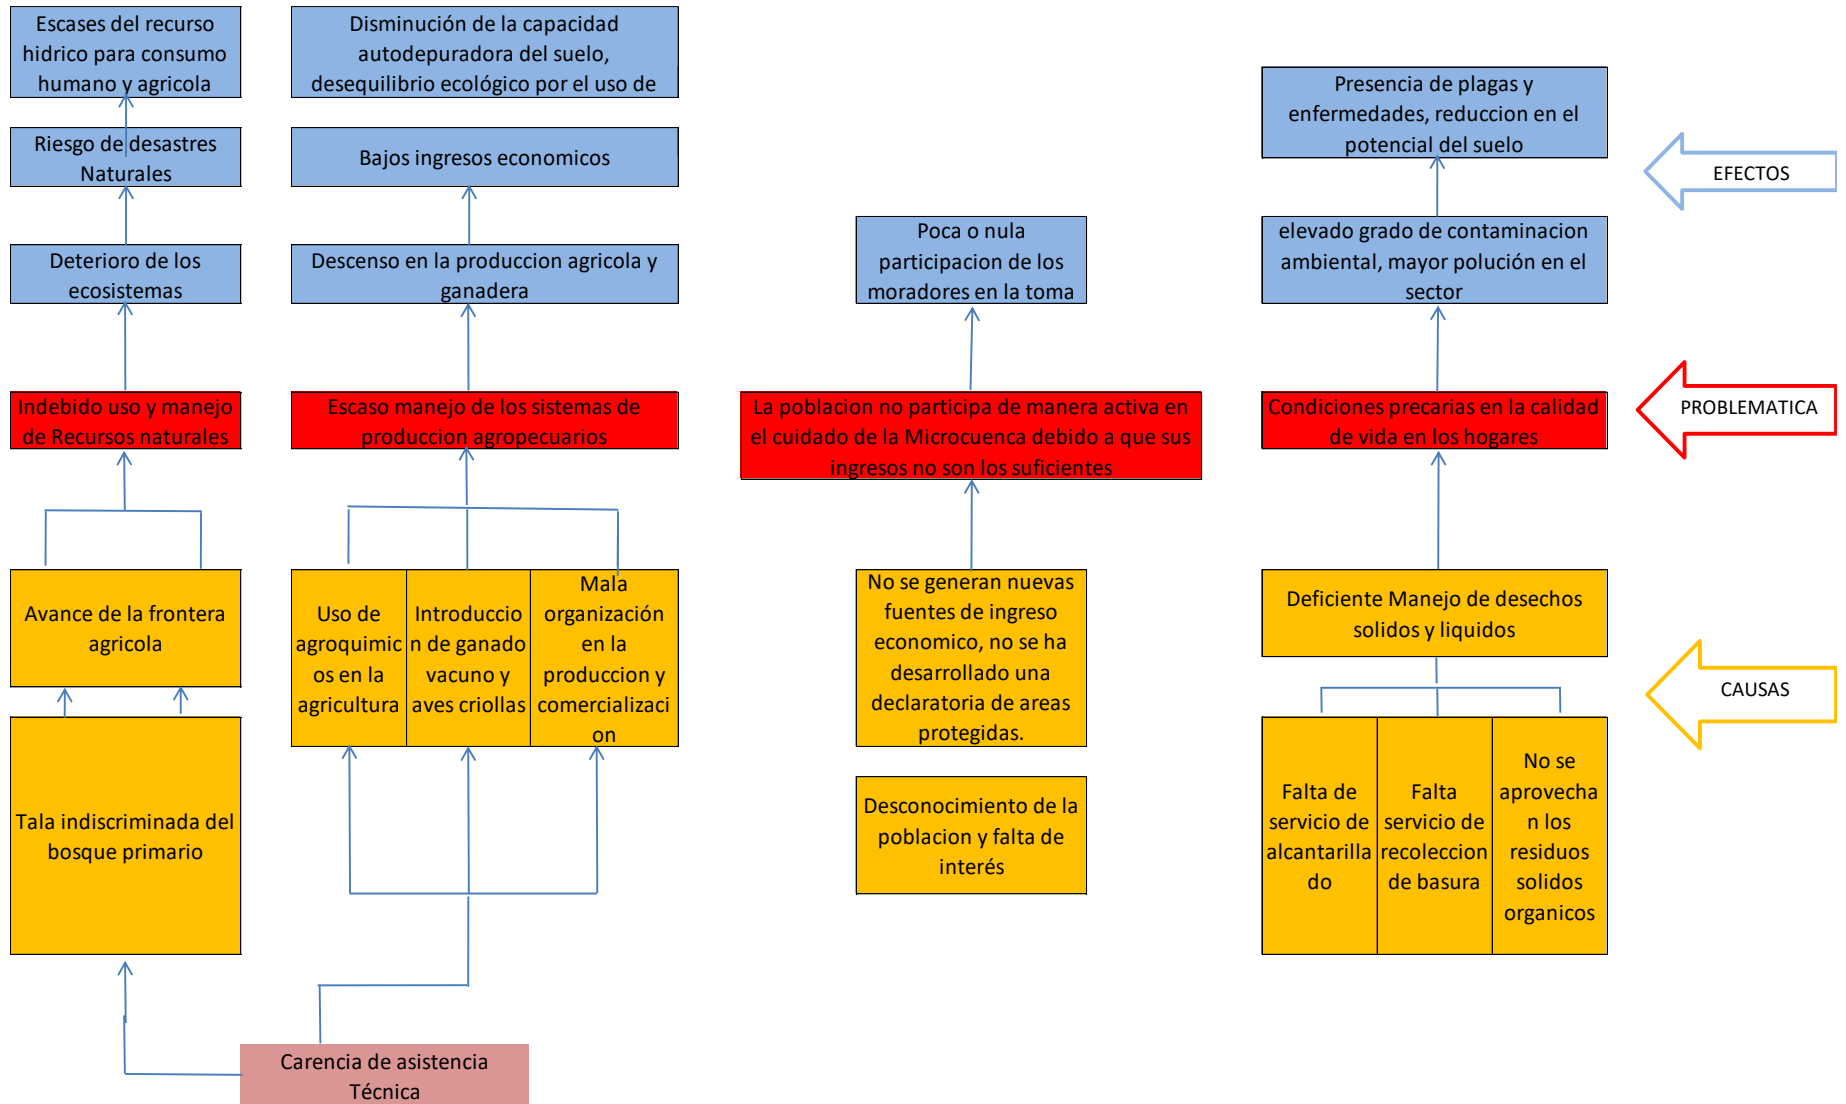 Escases del recurso
hidrico para consumo
humano y agricola
Disminución de la capacidad
autodepuradora del suelo,
desequilibrio ecológico por el uso de
Presencia de plagas y
enfermedades, reduccion en el
potencial del suelo
Riesgo de desastres
Naturales
Bajos ingresos economicos
EFECTOS
Deterioro de los
ecosistemas
Descenso en la produccion agricola y
ganadera
Poca o nula
participacion de los
moradores en la toma
elevado grado de contaminacion
ambiental, mayor polución en el
sector
Indebido uso y manejo
de Recursos naturales
Escaso manejo de los sistemas de
produccion agropecuarios
La poblacion no participa de manera activa en
el cuidado de la Microcuenca debido a que sus
ingresos no son los suficientes
Condiciones precarias en la calidad
de vida en los hogares
PROBLEMATICA
Avance de la frontera
agricola
Uso de
agroquimic
os en la
agricultura
Introduccio
n de ganado
vacuno y
aves criollas
Mala
organización
en la
produccion y
comercializaci
on
No se generan nuevas
fuentes de ingreso
economico, no se ha
desarrollado una
declaratoria de areas
protegidas.
Deficiente Manejo de desechos
solidos y liquidos
CAUSAS
Tala indiscriminada del
bosque primario
Desconocimiento de la
poblacion y falta de
interés
Falta de
servicio de
alcantarilla
do
Falta
servicio de
recoleccion
de basura
No se
aprovecha
n los
residuos
solidos
organicos
Carencia de asistencia
Técnica